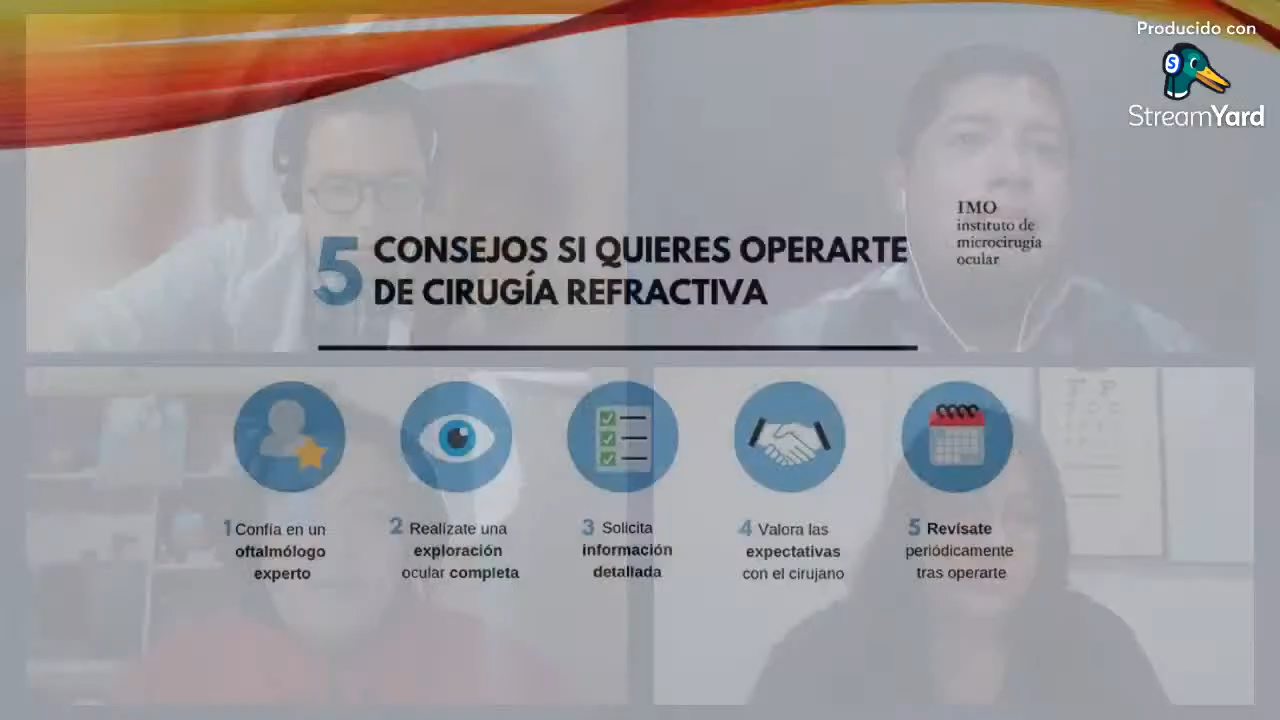 Producido con
StreamYard
IMO
instituto de
microcirugía
ocular
5 CONSEJOS SI QUIERES OPERARTE
DE CIRUGÍA REFRACTIVA
1 Confía en un
oftalmólogo
experto
2 Realízate una
exploración
ocular completa
3 Solicita
información
detallada
4 Valora las
expectativas
con el cirujano
5 Revísate
periódicamente
tras operarte